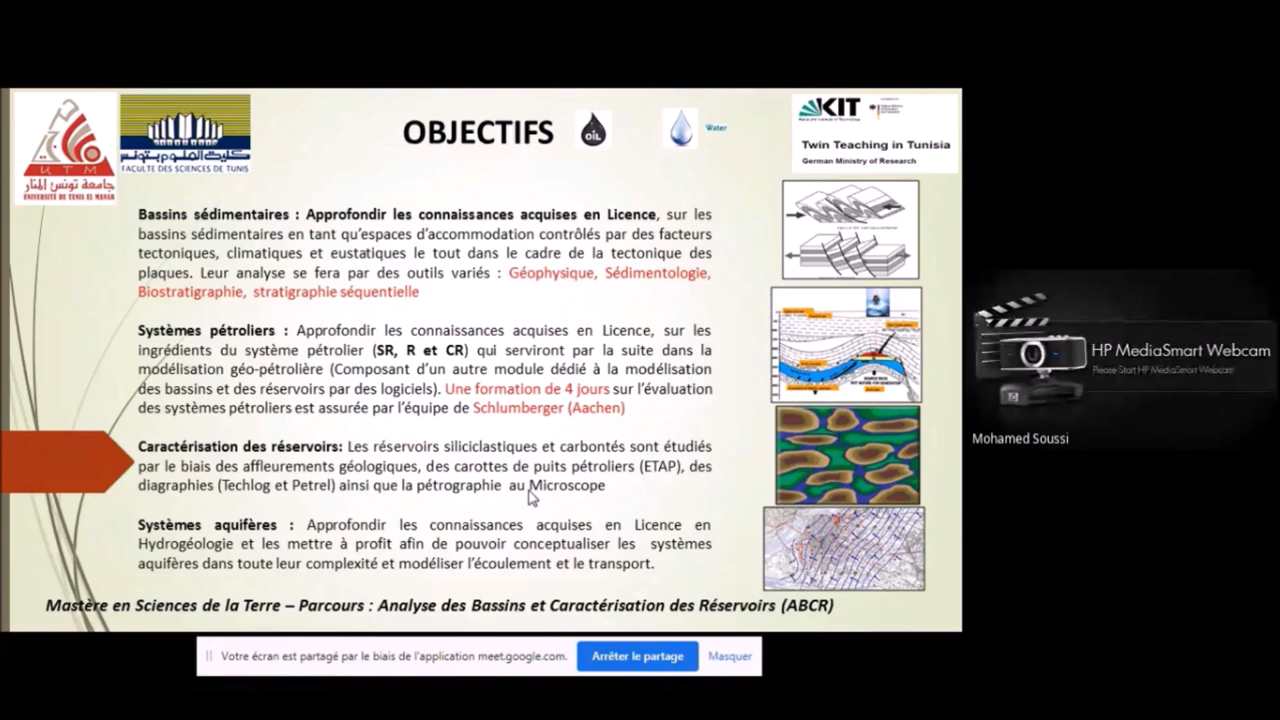 OBJECTIFS
OIL
Water
UTM
جامعة تونس المنار
UNIVERSITÉ DE TUNIS EL MANAR
كلية العلوم بتونس
FACULTE DES SCIENCES DE TUNIS
KIT
Twin Teaching in Tunisia
German Ministry of Research
Bassins sédimentaires : Approfondir les connaissances acquises en Licence, sur les
bassins sédimentaires en tant qu'espaces d'accommodation contrôlés par des facteurs
tectoniques, climatiques et eustatiques le tout dans le cadre de la tectonique des
plaques. Leur analyse se fera par des outils variés : Géophysique, Sédimentologie,
Biostratigraphie, stratigraphie séquentielle
Systèmes pétroliers : Approfondir les connaissances acquises en Licence, sur les
ingrédients du système pétrolier (SR, R et CR) qui serviront par la suite dans la
modélisation géo-pétrolière (Composant d'un autre module dédié à la modélisation
des bassins et des réservoirs par des logiciels). Une formation de 4 jours sur l'évaluation
des systèmes pétroliers est assurée par l'équipe de Schlumberger (Aachen)
Caractérisation des réservoirs: Les réservoirs siliciclastiques et carbontés sont étudiés
par le biais des affleurements géologiques, des carottes de puits pétroliers (ETAP), des
diagraphies (Techlog et Petrel) ainsi que la pétrographie au Microscope
Systèmes aquifères : Approfondir les connaissances acquises en Licence en
Hydrogéologie et les mettre à profit afin de pouvoir conceptualiser les systèmes
aquifères dans toute leur complexité et modéliser l'écoulement et le transport.
Mastère en Sciences de la Terre – Parcours : Analyse des Bassins et Caractérisation des Réservoirs (ABCR)
HP MediaSmart Webcam
Please Start HP MediaSmart Webcam
Mohamed Soussi
Votre écran est partagé par le biais de l'application meet.google.com.
Arrêter le partage
Masquer